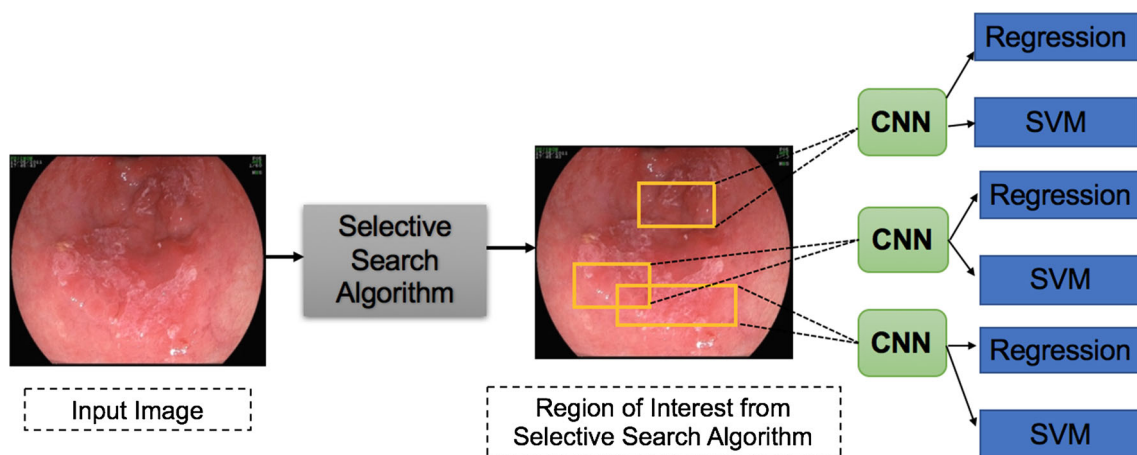 Regression
CNN
SVM
Selective
Search
Algorithm
Regression
CNN
SVM
Regression
CNN
SVM
Input Image
Region of Interest from
Selective Search Algorithm